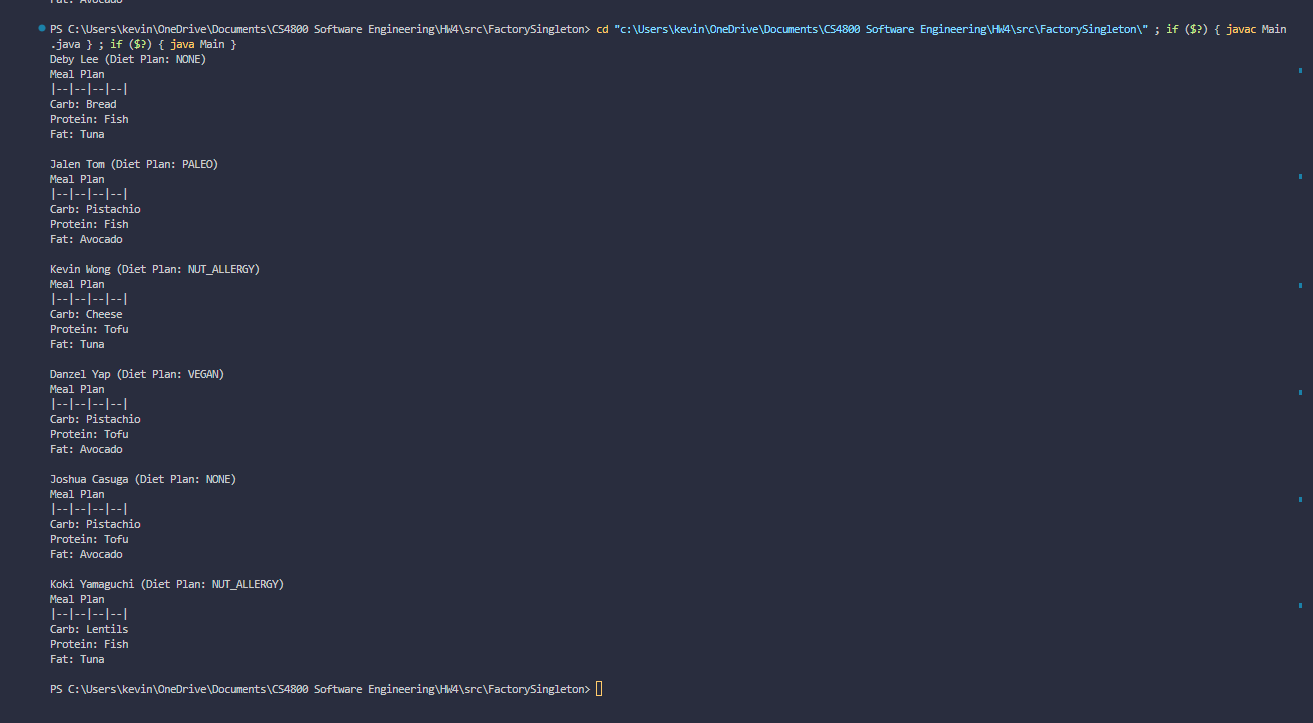 Fat: Avocado
PS C:\Users\kevin\OneDrive\Documents\CS4800 Software Engineering\HW4\src\FactorySingleton> cd "c:\Users\kevin\OneDrive\Documents\CS4800 Software Engineering\HW4\src\FactorySingleton\" ; if ($?) { javac Main
.java } ; if ($?) { java Main }
Deby Lee (Diet Plan: NONE)
Meal Plan
|--|--|--|--|
Carb: Bread
Protein: Fish
Fat: Tuna
Jalen Tom (Diet Plan: PALEO)
Meal Plan
|--|--|--|--|
Carb: Pistachio
Protein: Fish
Fat: Avocado
Kevin Wong (Diet Plan: NUT_ALLERGY)
Meal Plan
|--|--|--|--|
Carb: Cheese
Protein: Tofu
Fat: Tuna
Danzel Yap (Diet Plan: VEGAN)
Meal Plan
|--|--|--|--|
Carb: Pistachio
Protein: Tofu
Fat: Avocado
Joshua Casuga (Diet Plan: NONE)
Meal Plan
|--|--|--|--|
Carb: Pistachio
Protein: Tofu
Fat: Avocado
Koki Yamaguchi (Diet Plan: NUT_ALLERGY)
Meal Plan
|--|--|--|--|
Carb: Lentils
Protein: Fish
Fat: Tuna
PS C:\Users\kevin\OneDrive\Documents\CS4800 Software Engineering\HW4\src\FactorySingleton>